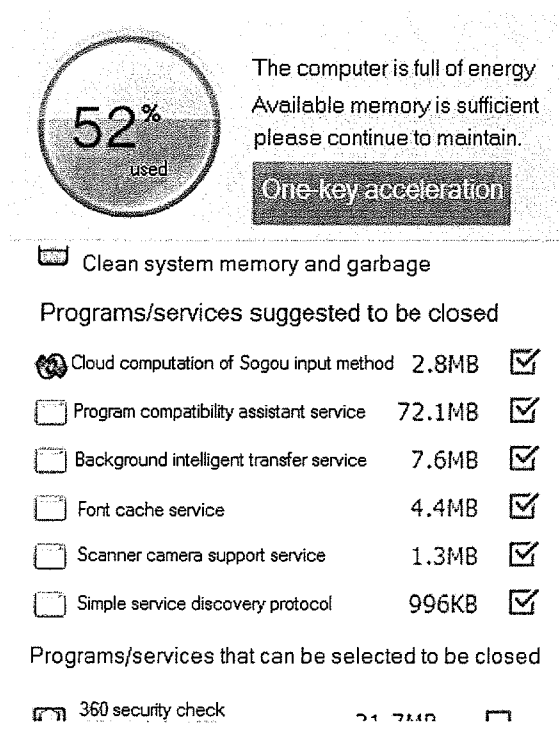 The computer is full of energy
Available memory is sufficient
please continue to maintain.
52%
used
One-key acceleration
Clean system memory and garbage
Programs/services suggested to be closed
Cloud computation of Sogou input method 2.8MB
Program compatibility assistant service 72.1MB
Background intelligent transfer service 7.6MB
Font cache service 4.4MB
Scanner camera support service 1.3MB
Simple service discovery protocol 996KB
Programs/services that can be selected to be closed
360 security check